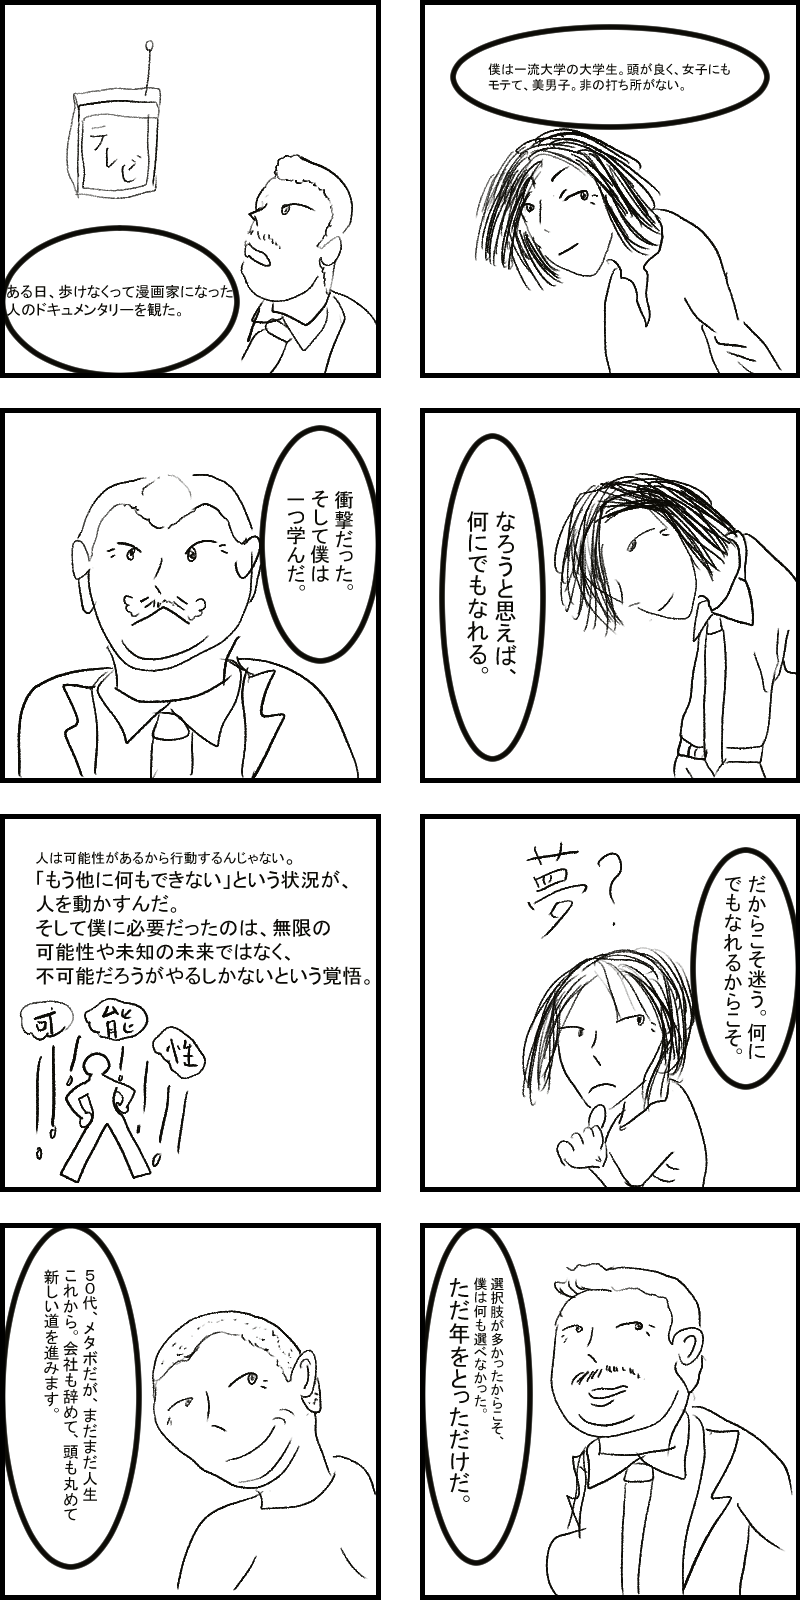 僕は一流大学の大学生。頭が良く、女子にも
モテて、美男子。非の打ち所がない。
なろうと思えば、
何にでもなれる。
だからこそ迷う。何に
でもなれるからこそ。
夢?
選択肢が多かったからこそ、
僕は何も選べなかった。
ただ年をとっただけだ。
テレビ
ある日、歩けなくって漫画家になった
人のドキュメンタリーを観た。
衝撃だった。
そして僕は
一つ学んだ。
人は可能性があるから行動するんじゃない。
「もう他に何もできない」という状況が、
人を動かすんだ。
そして僕に必要だったのは、無限の
可能性や未知の未来ではなく、
不可能だろうがやるしかないという覚悟。
可能性
50代、メタボだが、まだまだ人生
これから。会社も辞めて、頭も丸めて
新しい道を進みます。